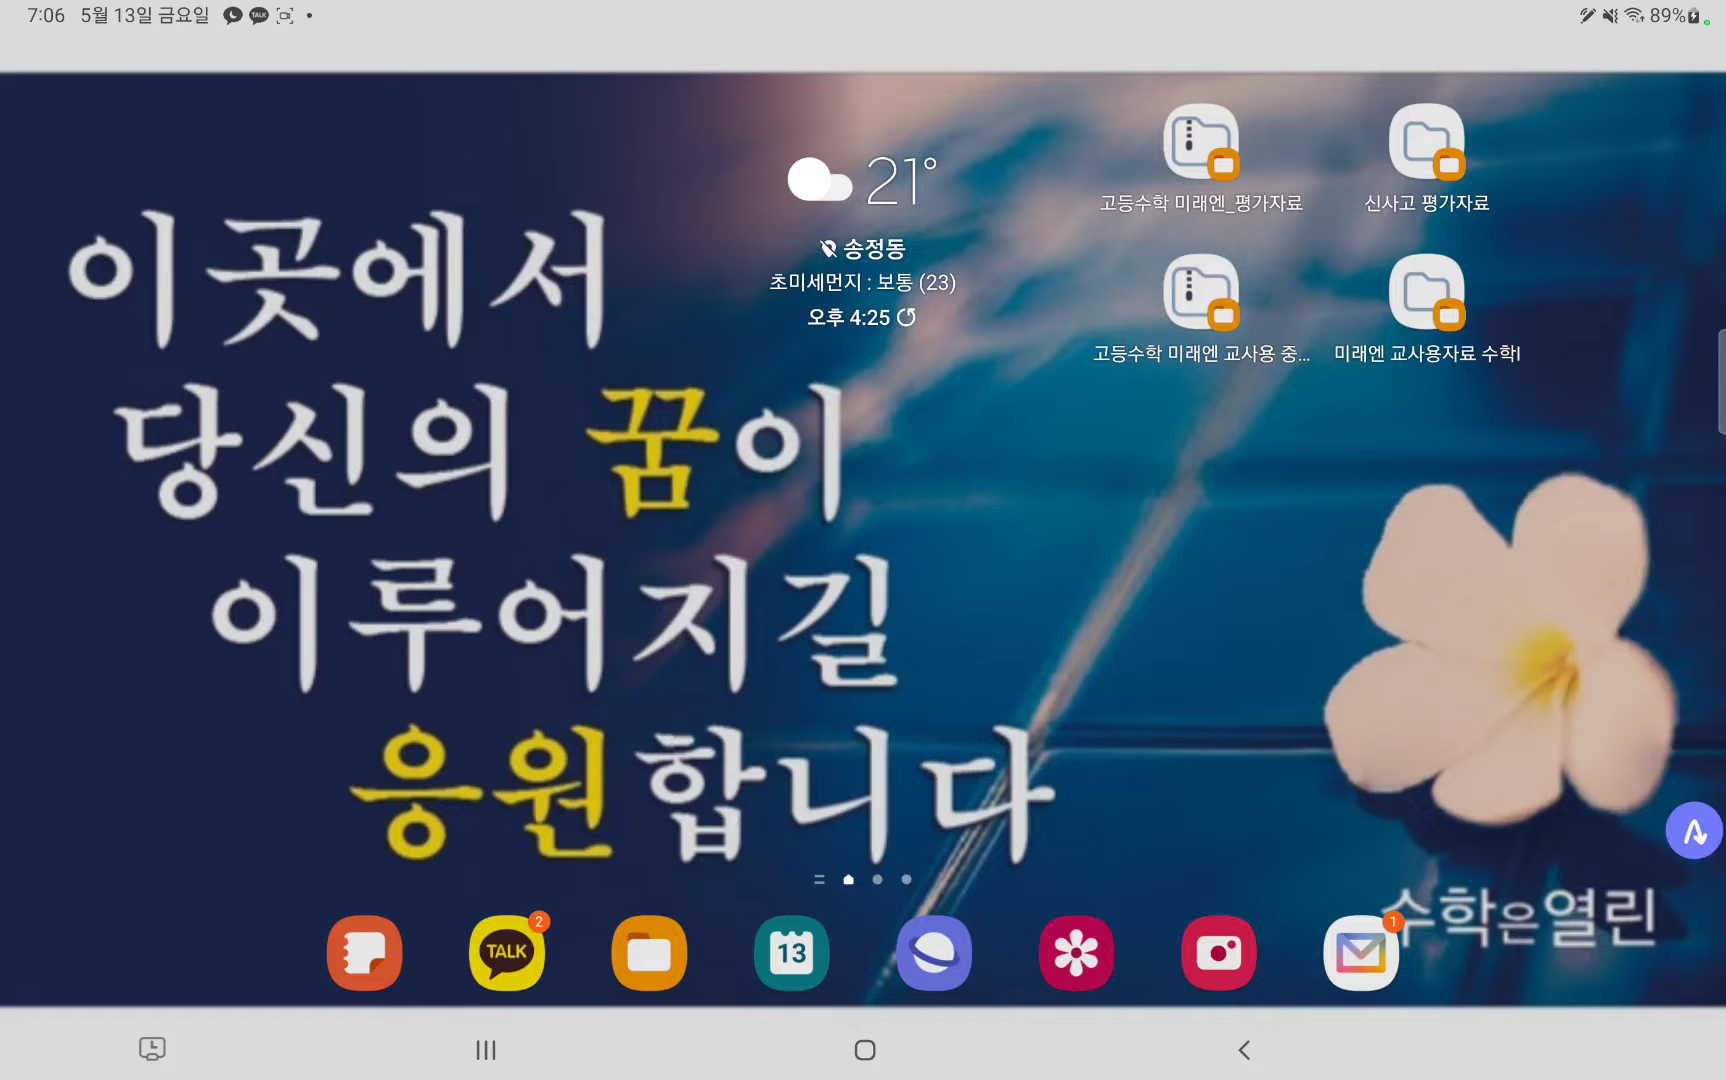 7:06 5월 13일 금요일
TALK
89%
21°
송정동
초미세먼지 : 보통 (23)
오후 4:25
고등수학 미래엔_평가자료
신사고 평가자료
고등수학 미래엔 교사용 중...
미래엔 교사용자료 수학I
이곳에서
당신의 꿈이
이루어지길
응원합니다
수학은열린
TALK
2
13
1